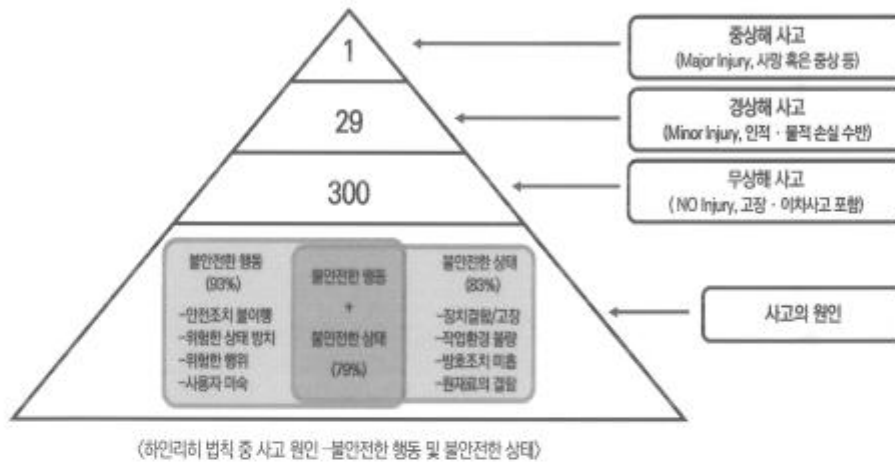 1
중상해 사고
(Major Injury, 사망 혹은 중상 등)
29
경상해 사고
(Minor Injury, 인적 · 물적 손실 수반)
300
무상해 사고
( NO Injury, 고장 · 이차사고 포함)
불안전한 행동
(93%)
-안전조치 불이행
-위험한 상태 방치
-위험한 행위
-사용자 미숙
불안전한 행동
+
불안전한 상태
(79%)
불안전한 상태
(83%)
-장치결함/고장
-작업환경 불량
-방호조치 미흡
-원재료의 결함
사고의 원인
〈하인리히 법칙 중 사고 원인 -불안전한 행동 및 불안전한 상태〉